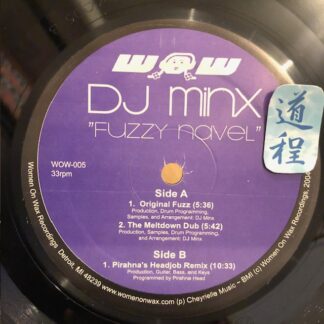 WOW
DJ minx
"Fuzzy navel"
道程
WOW-005
33rpm
Side A
1. Original Fuzz (5:36)
Production, Drum Programming,
Samples, and Arrangement: DJ Minx
2. The Meltdown Dub (5:42)
Production, Samples, Drum Programming,
and Arrangement: DJ Minx
Side B
1. Pirahna's Headjob Remix (10:33)
Production, Guitar, Bass, and Keys.
Programmed by Pirahna Head
Women On Wax Recordings, Detroit, MI 48239 www.womenonwax.com (p) Cheynelle Music – BMI (c) Women On Wax Recordings,